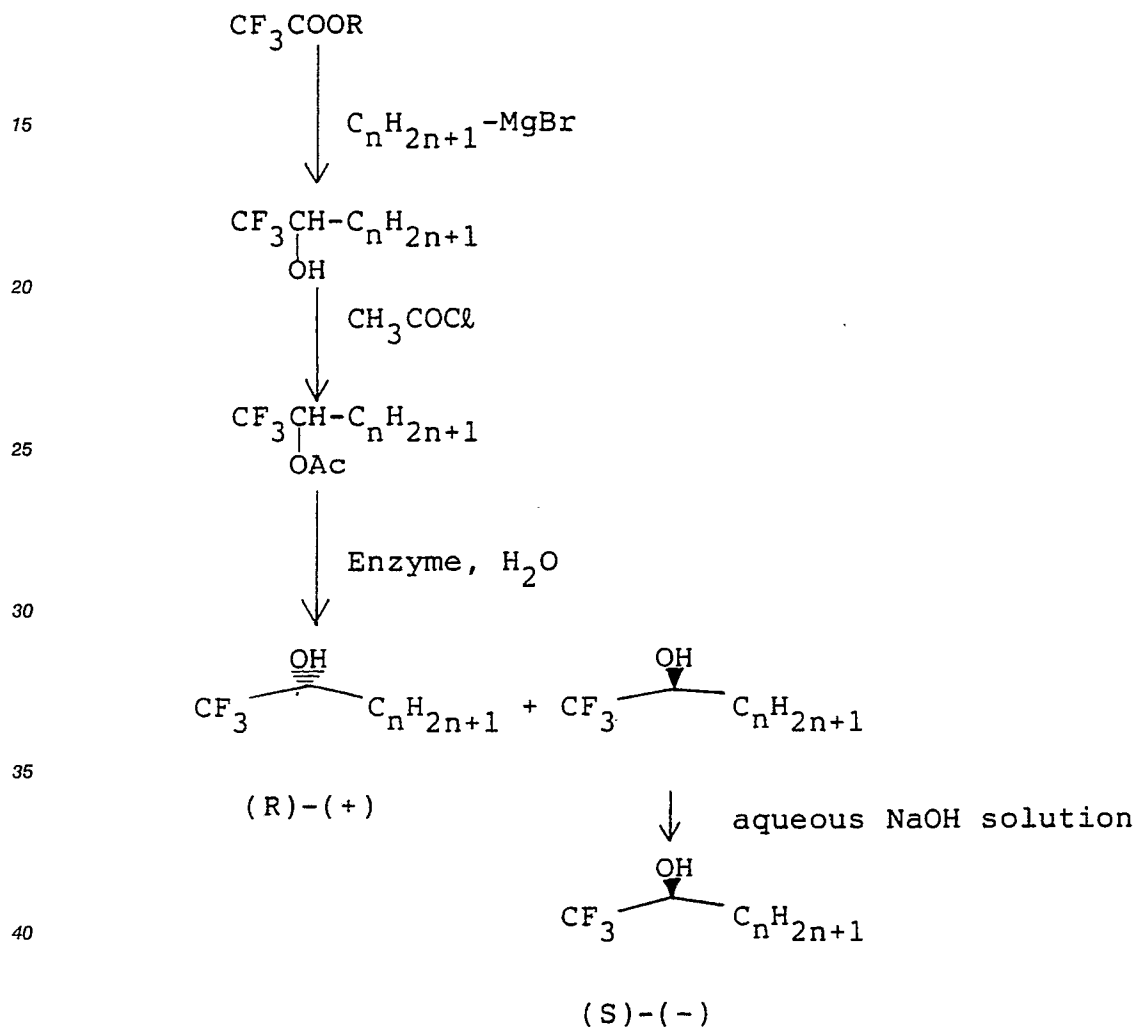 CF3COOR
15
CnH2n+1-MgBr
CF3CH-CnH2n+1
OH
20
CH3COCℓ
CF3CH-CnH2n+1
25
OAc
Enzyme, H2O
30
OH OH
CF3 CnH2n+1 + CF3 CnH2n+1
35
(R)-(+) aqueous NaOH solution
OH
CF3 CnH2n+1
40
(S)-(-)